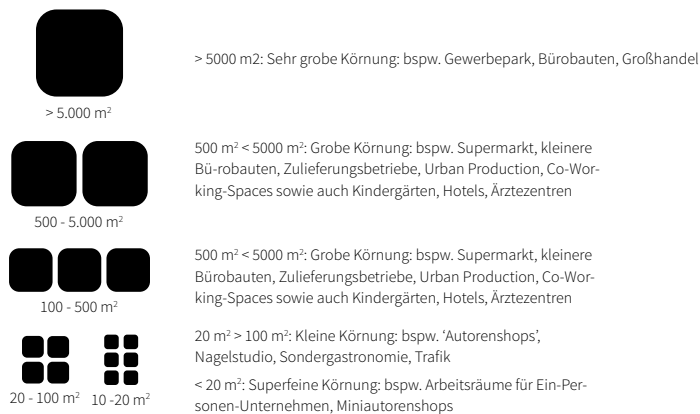 > 5000 m2: Sehr grobe Körnung: bspw. Gewerbepark, Bürobauten, Großhandel
> 5.000 m²
500 m² < 5000 m²: Grobe Körnung: bspw. Supermarkt, kleinere
Bü-robauten, Zulieferungsbetriebe, Urban Production, Co-Wor-
king-Spaces sowie auch Kindergärten, Hotels, Ärztezentren
500 - 5.000 m²
500 m² < 5000 m²: Grobe Körnung: bspw. Supermarkt, kleinere
Bürobauten, Zulieferungsbetriebe, Urban Production, Co-Wor-
king-Spaces sowie auch Kindergärten, Hotels, Ärztezentren
100 - 500 m²
20 m² > 100 m²: Kleine Körnung: bspw. ‘Autorenshops’,
Nagelstudio, Sondergastronomie, Trafik
< 20 m²: Superfeine Körnung: bspw. Arbeitsräume für Ein-Per-
sonen-Unternehmen, Miniautorenshops
20 - 100 m²
10 -20 m²